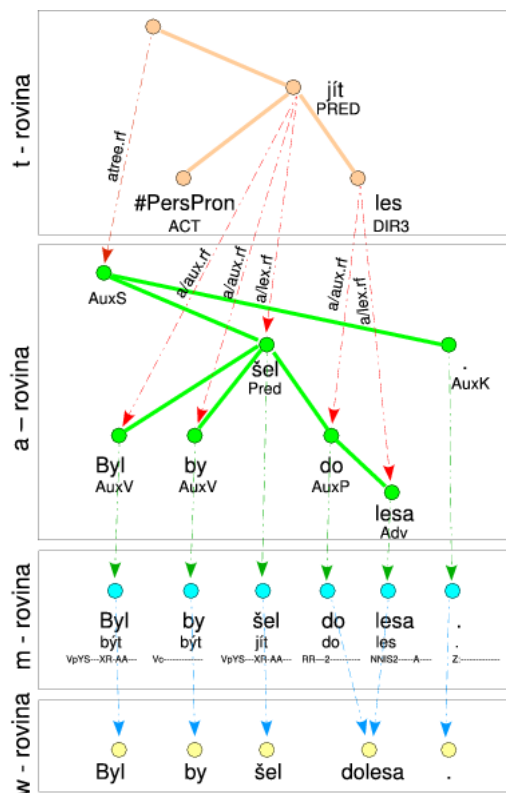 t - rovina
jít
PRED
atree.rf
#PersPron
ACT
les
DIR3
a/aux.rf
a/aux.rf
a/lex.rf
a/aux.rf
a/lex.rf
a – rovina
AuxS
šel
Pred
.
AuxK
Byl
AuxV
by
AuxV
do
AuxP
lesa
Adv
m - rovina
Byl by šel do lesa .
být být jít do les .
VpYS---XR-AA--- Vc------------- VpYS---XR-AA--- RR--2---------- NNIS2-----A---- Z:-------------
w - rovina
Byl by šel dolesa .